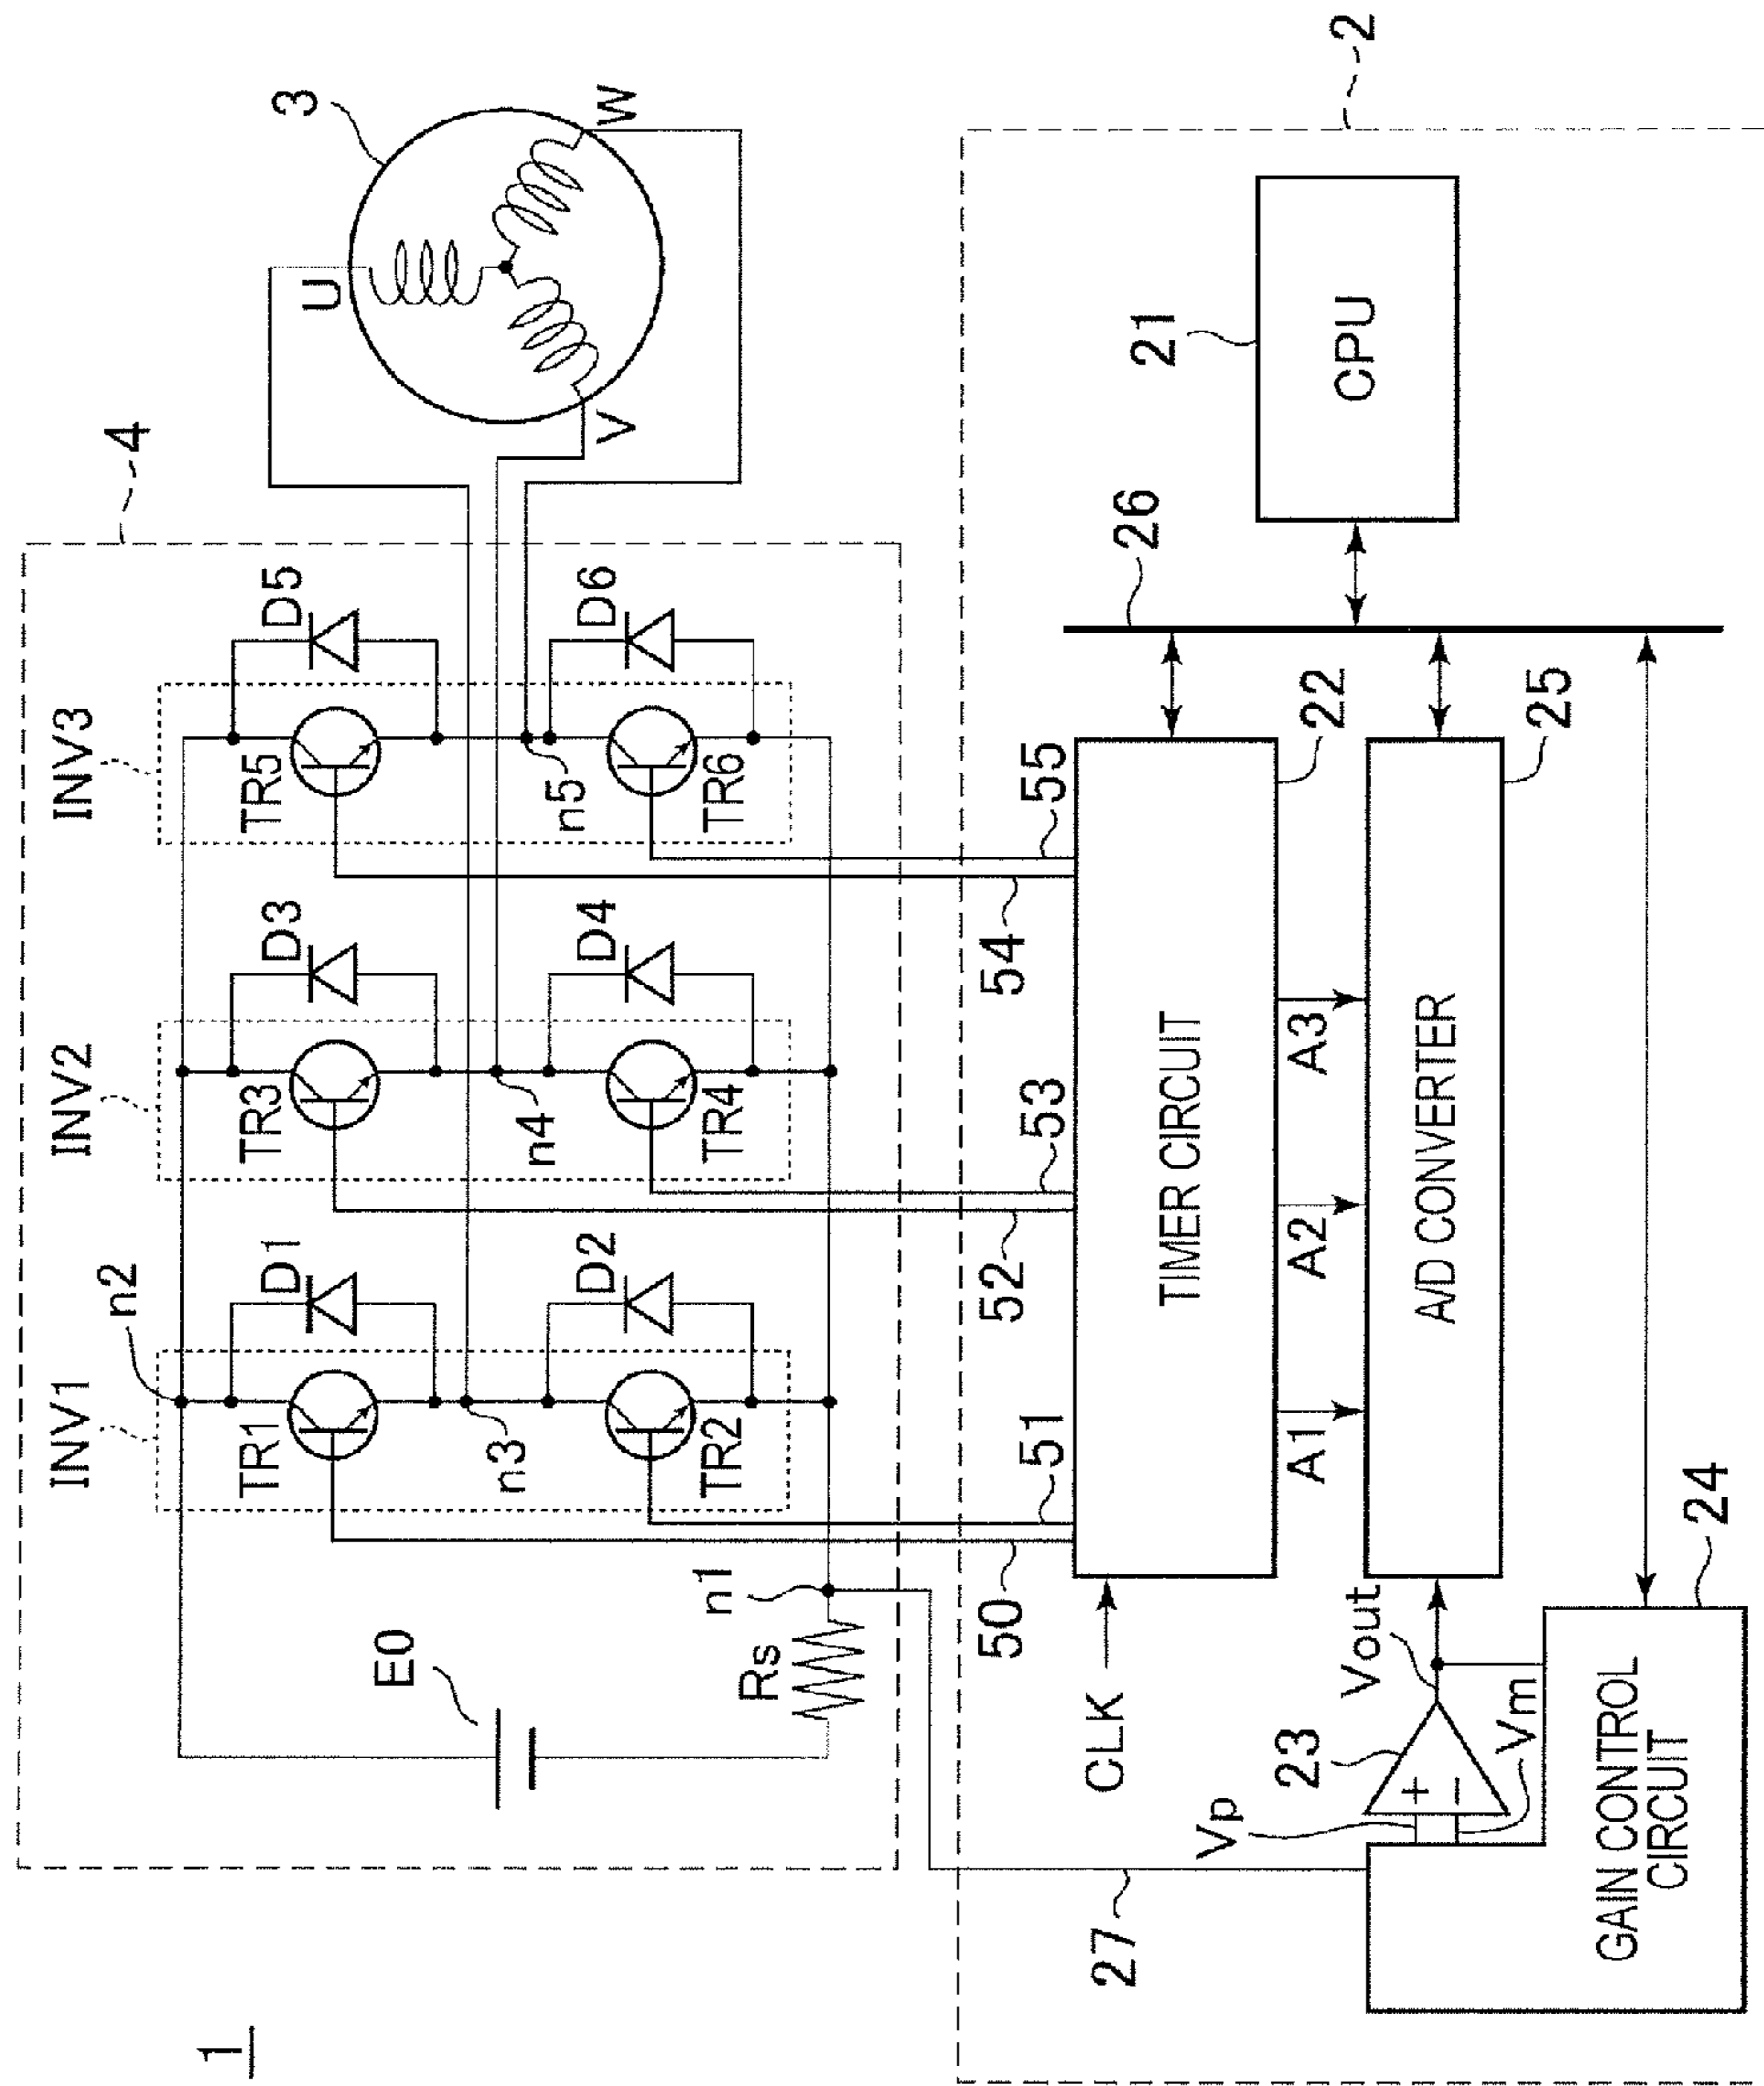 1
4
INV1
INV2
INV3
n2
D1
D3
D5
TR1
TR3
TR5
3
U
V
W
E0
n3
n4
n5
D2
D4
D6
TR2
TR4
TR6
Rs
n1
50
51
52
53
54
55
2
27
CLK
TIMER CIRCUIT
22
26
21
CPU
Vp
23
Vout
A1
A2
A3
A/D CONVERTER
25
Vm
GAIN CONTROL
CIRCUIT
24
+
−